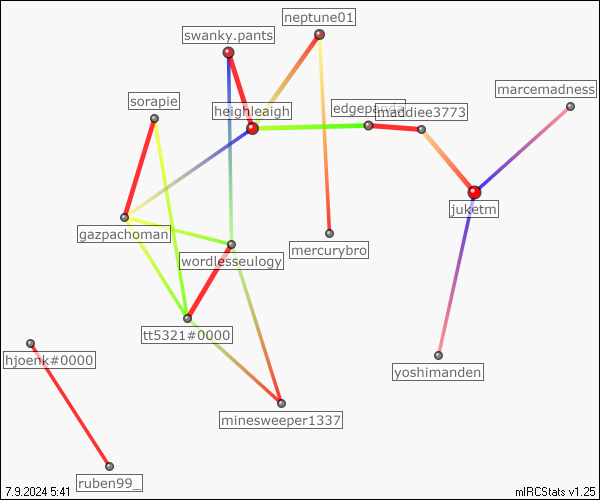 neptune01
swanky.pants
marcemadness
sorapie
heighleaigh
edgepanda
maddiee3773
juketm
gazpachoman
mercurybro
wordlesseulogy
tt5321#0000
hjoenk#0000
yoshimanden
minesweeper1337
ruben99_
7.9.2024 5:41
mIRCStats v1.25